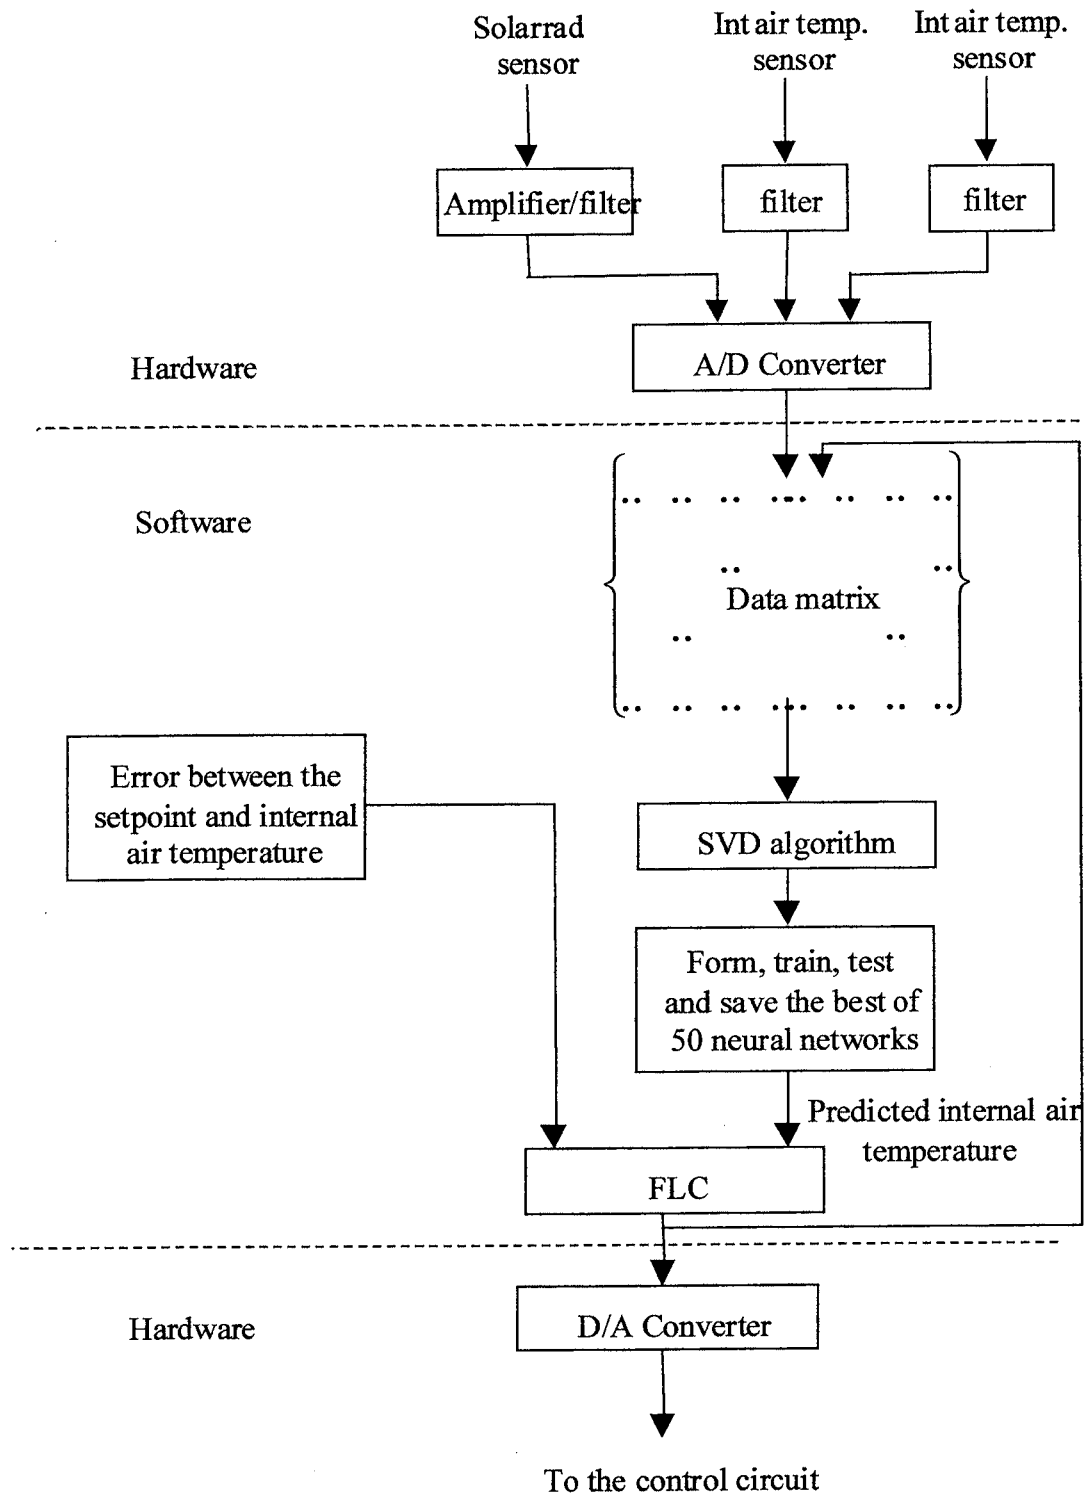 Solarrad
sensor
Int air temp.
sensor
Int air temp.
sensor
Amplifier/filter
filter
filter
A/D Converter
Hardware
Software
Data matrix
Error between the
setpoint and internal
air temperature
SVD algorithm
Form, train, test
and save the best of
50 neural networks
Predicted internal air
temperature
FLC
D/A Converter
Hardware
To the control circuit